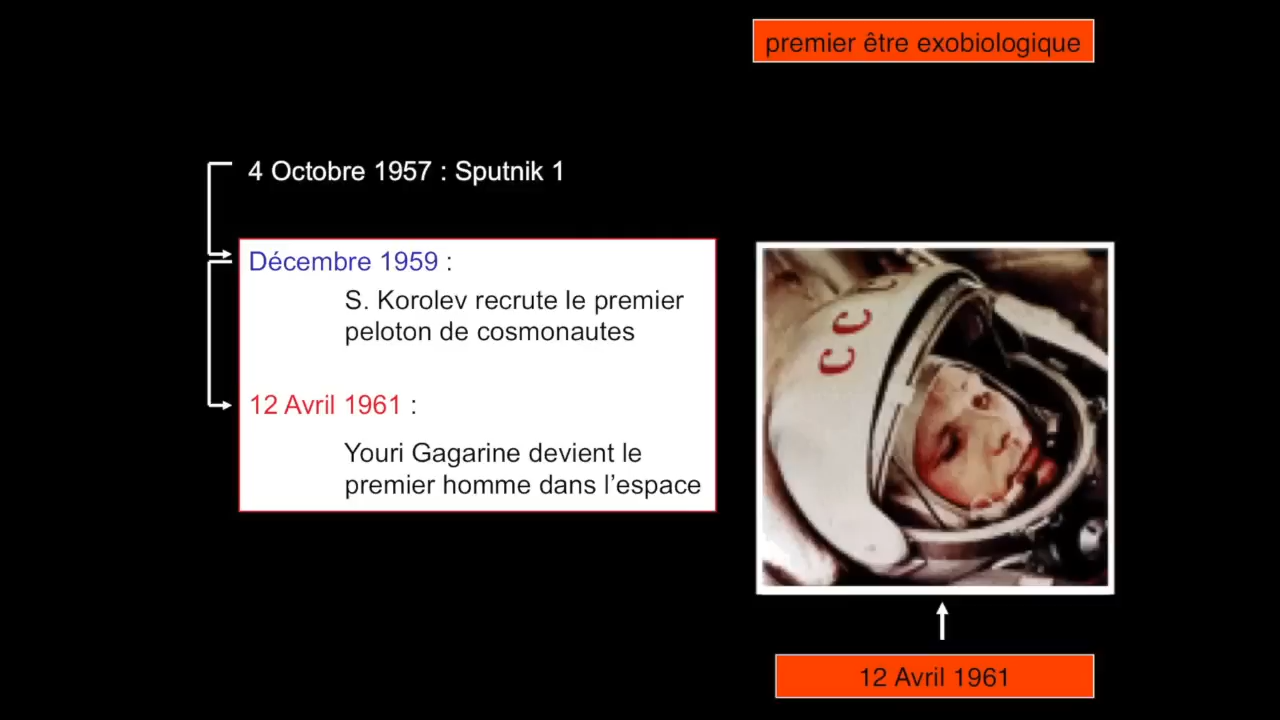 premier être exobiologique
4 Octobre 1957 : Sputnik 1
Décembre 1959 :
S. Korolev recrute le premier
peloton de cosmonautes
12 Avril 1961 :
Youri Gagarine devient le
premier homme dans l’espace
CC
12 Avril 1961